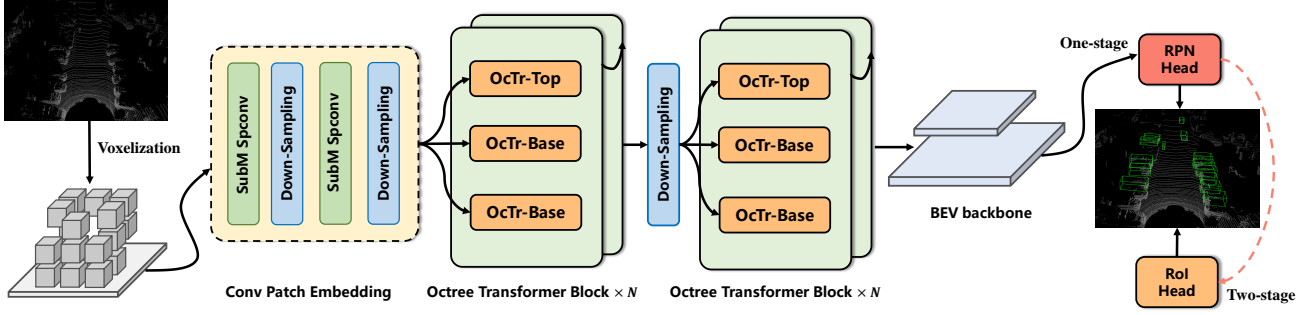 Voxelization
SubM Spconv
Down-Sampling
SubM Spconv
Down-Sampling
Conv Patch Embedding
OcTr-Top
OcTr-Base
OcTr-Base
Octree Transformer Block × N
Down-Sampling
OcTr-Top
OcTr-Base
OcTr-Base
Octree Transformer Block × N
BEV backbone
One-stage
RPN
Head
RoI
Head
Two-stage